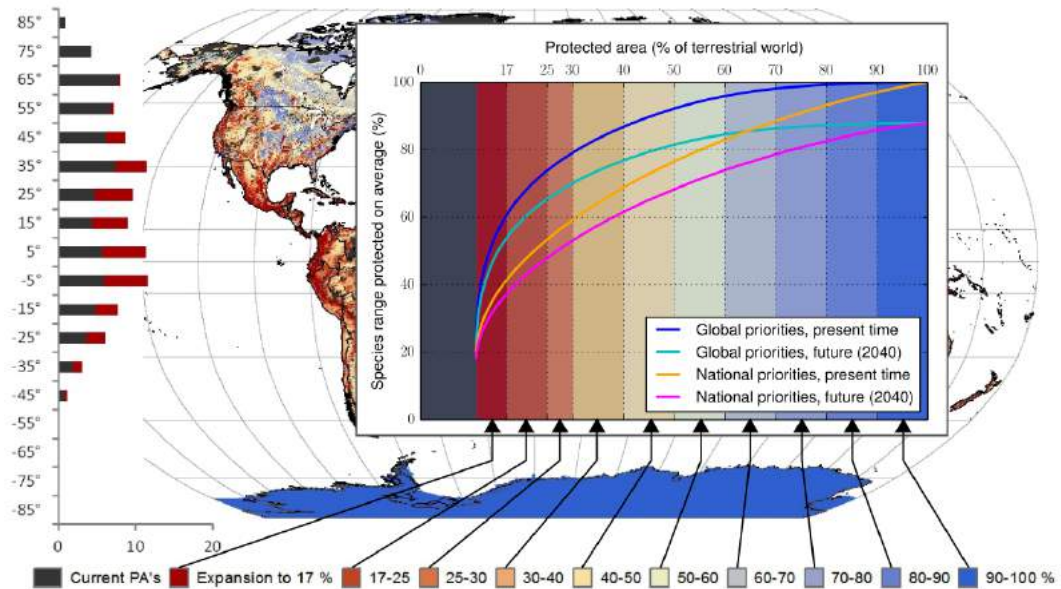 85°
75°
65°
55°
45°
35°
25°
15°
5°
-5°
-15°
-25°
-35°
-45°
-55°
-65°
-75°
-85°
0 10 20
Protected area (% of terrestrial world)
0 17 25 30 40 50 60 70 80 90 100
Species range protected on average (%)
100
80
60
40
20
0
Global priorities, present time
Global priorities, future (2040)
National priorities, present time
National priorities, future (2040)
Current PA's Expansion to 17 % 17-25 25-30 30-40 40-50 50-60 60-70 70-80 80-90 90-100 %